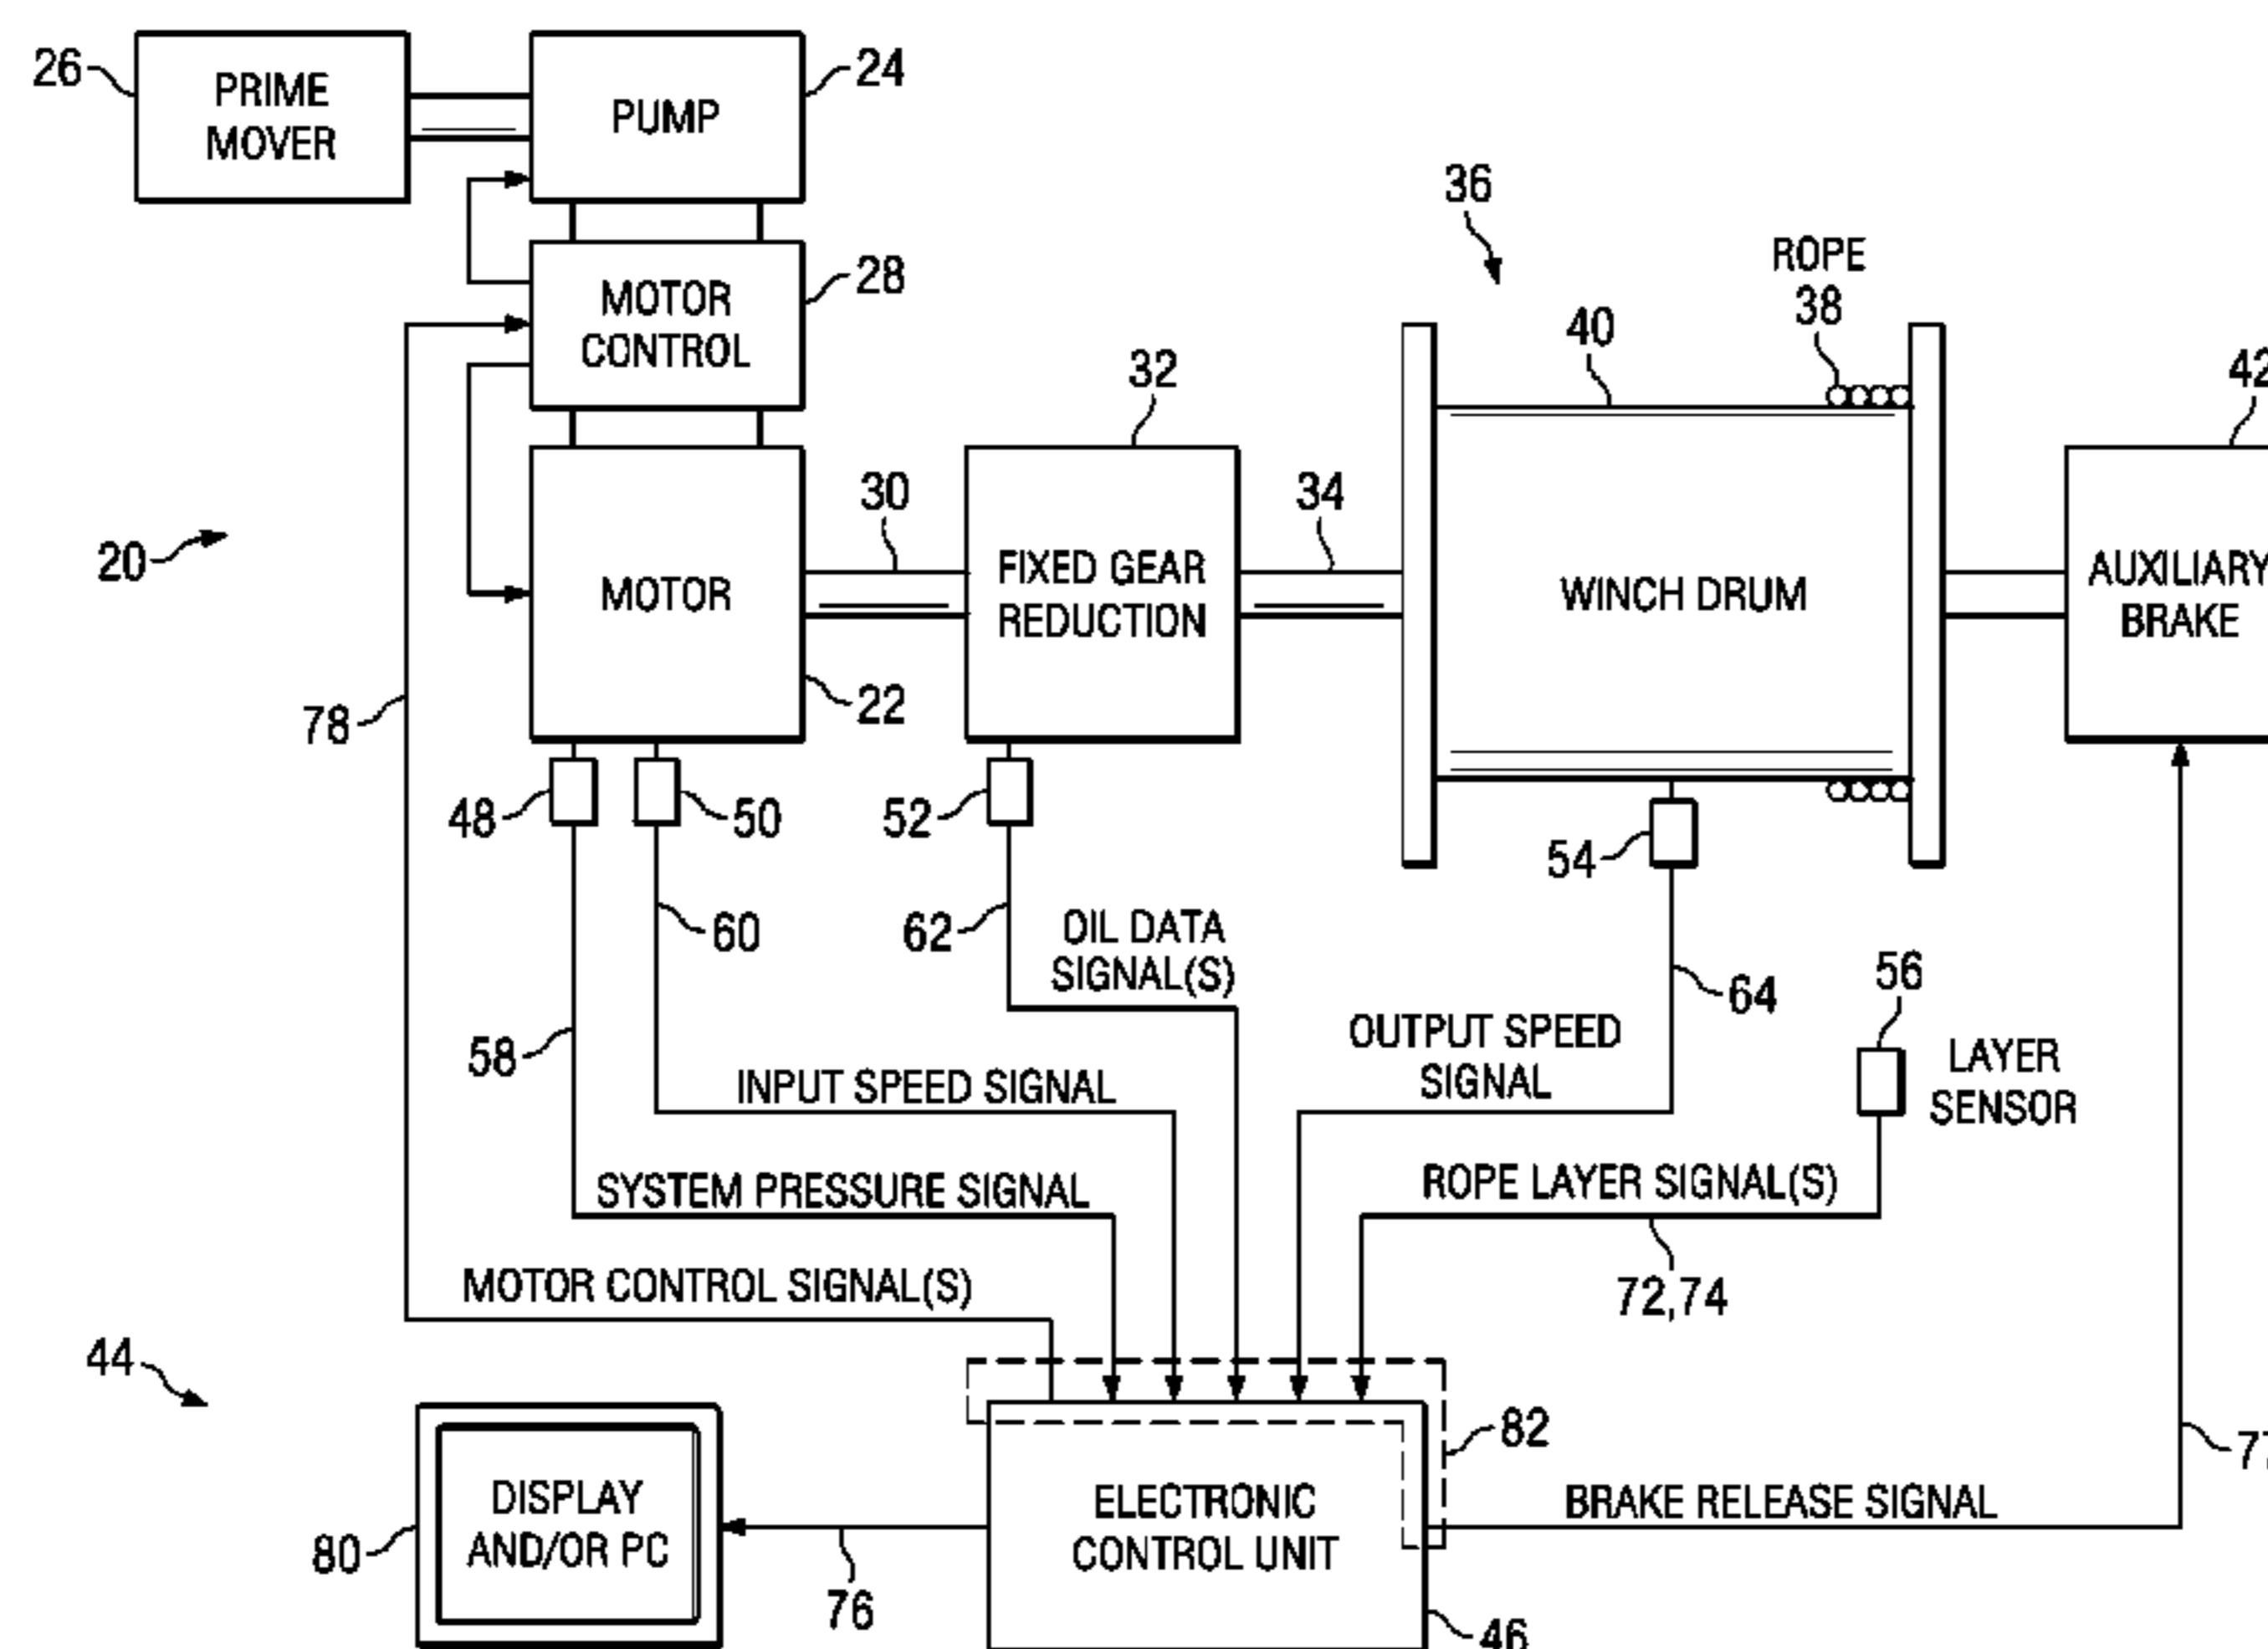 26
PRIME
MOVER
PUMP
24
MOTOR
CONTROL
28
36
ROPE
38
40
32
42
30
34
20
MOTOR
FIXED GEAR
REDUCTION
WINCH DRUM
AUXILIARY
BRAKE
78
22
48
50
52
54
60
62
OIL DATA
SIGNAL(S)
64
56
58
INPUT SPEED SIGNAL
OUTPUT SPEED
SIGNAL
LAYER
SENSOR
SYSTEM PRESSURE SIGNAL
ROPE LAYER SIGNAL(S)
MOTOR CONTROL SIGNAL(S)
72,74
44
82
DISPLAY
AND/OR PC
80
76
ELECTRONIC
CONTROL UNIT
BRAKE RELEASE SIGNAL
46